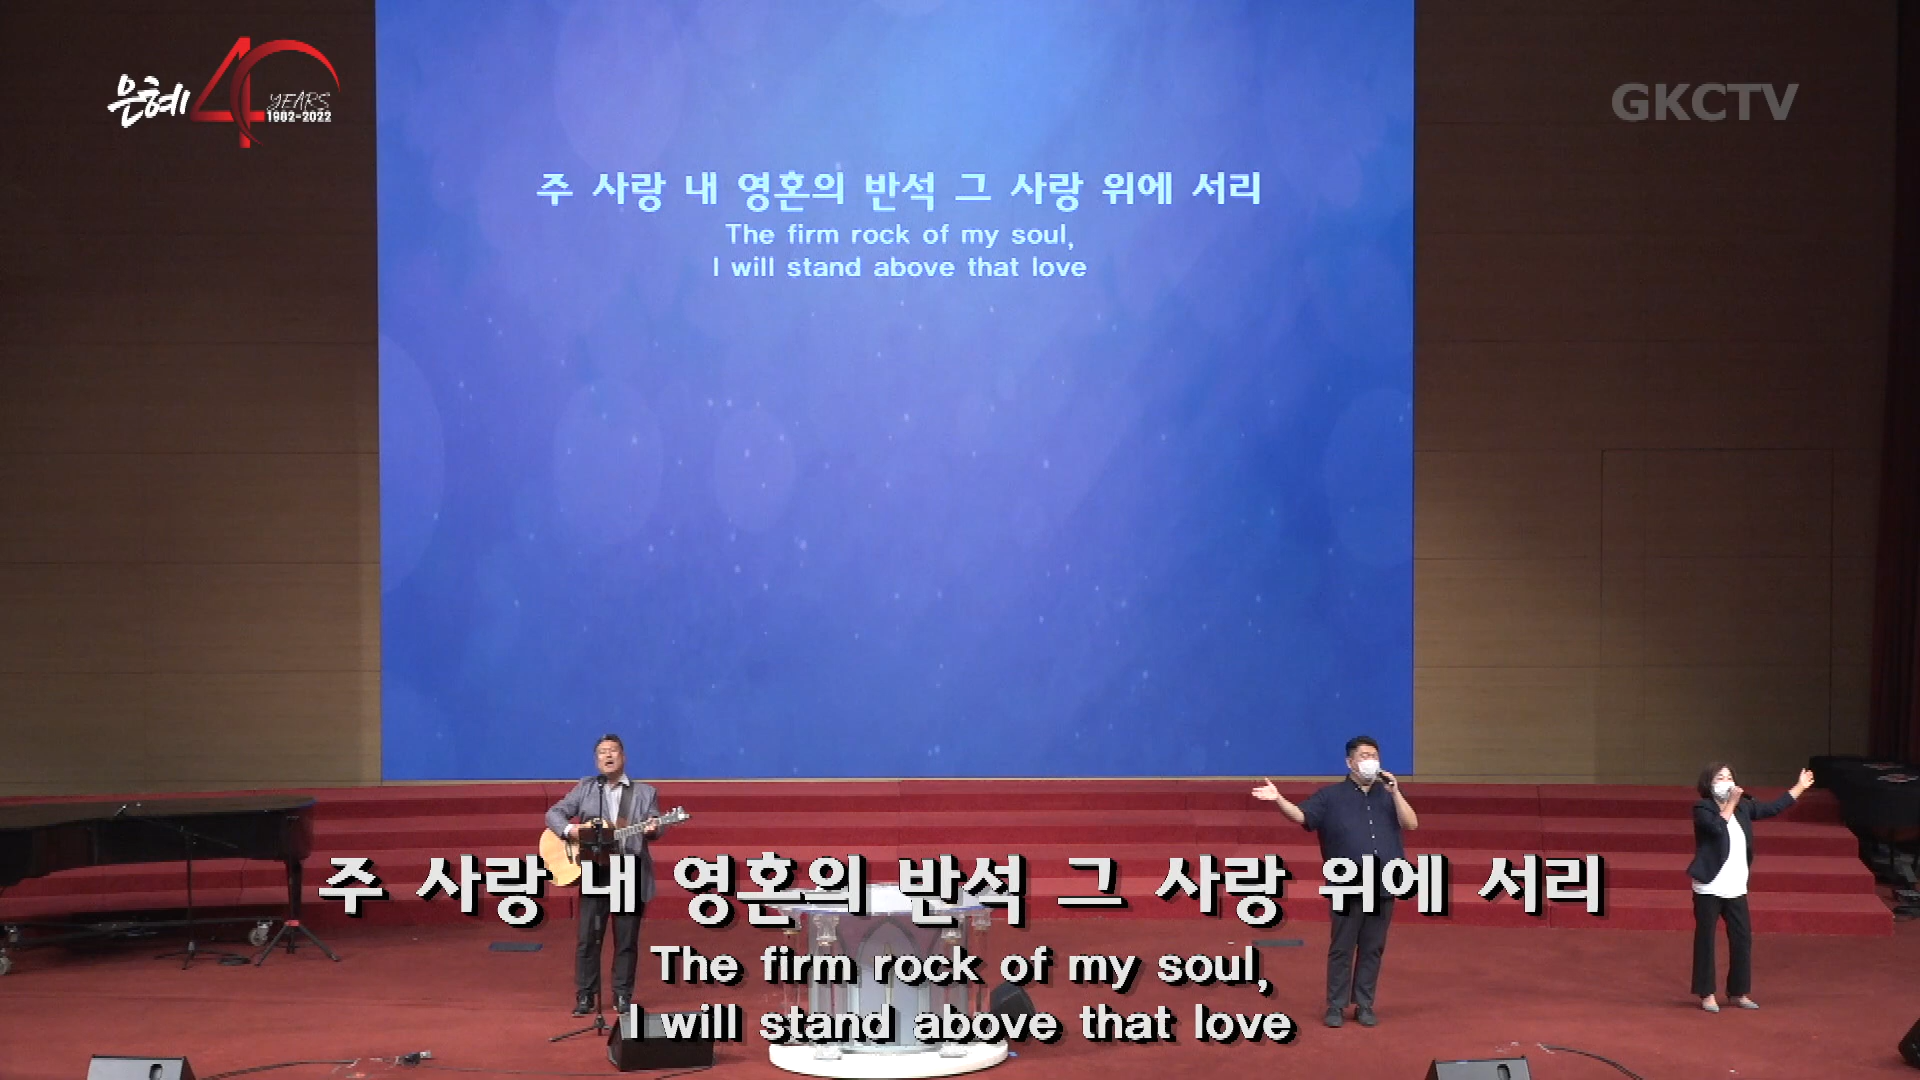 은혜 40
YEARS
1982-2022
GKCTV
주 사랑 내 영혼의 반석 그 사랑 위에 서리
The firm rock of my soul,
I will stand above that love
주 사랑 내 영혼의 반석 그 사랑 위에 서리
The firm rock of my soul,
I will stand above that love